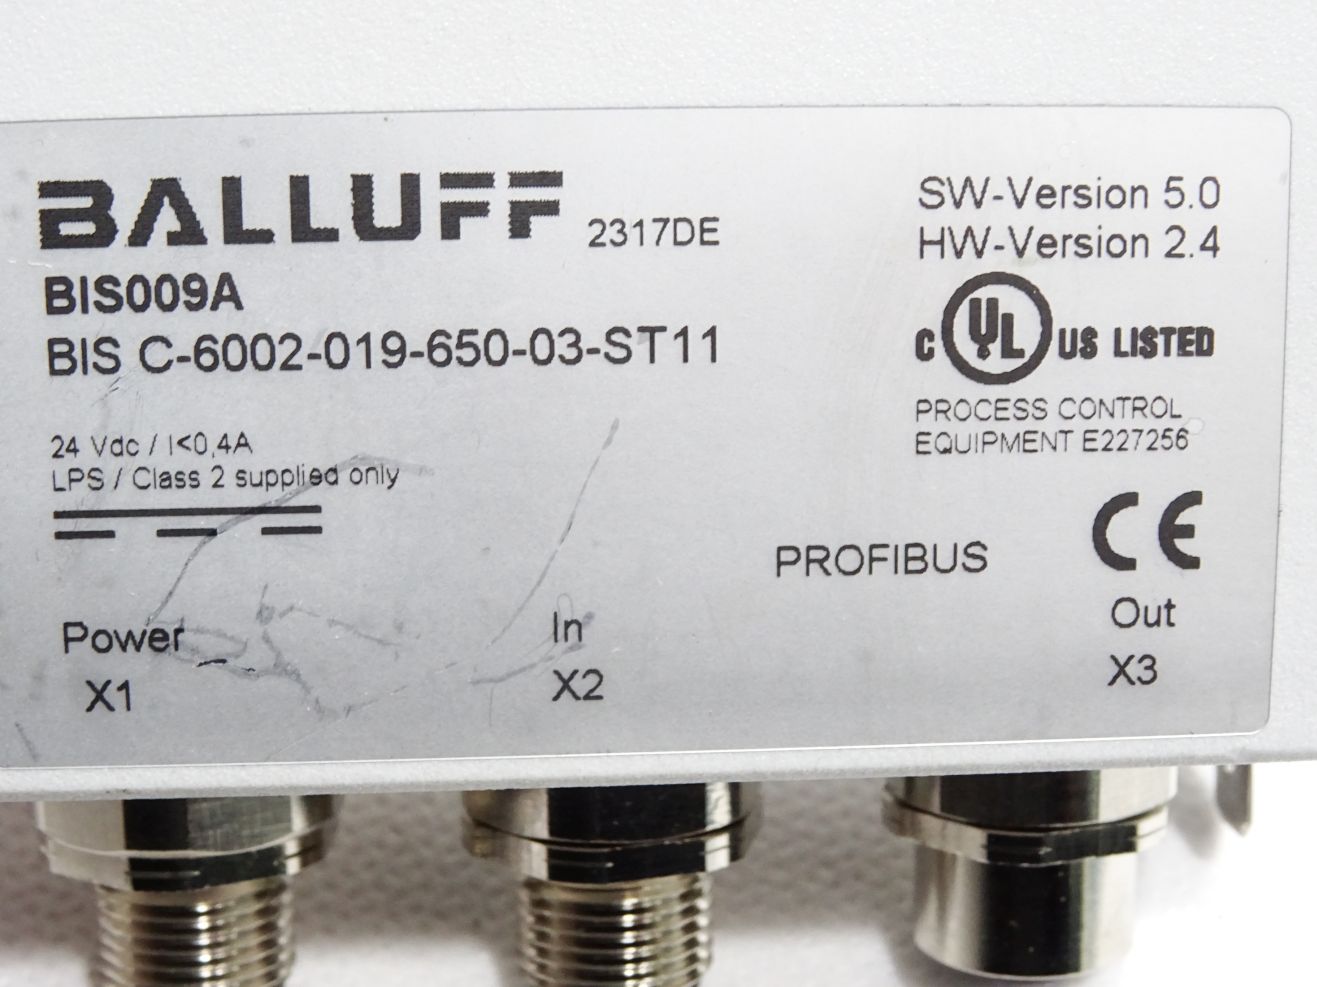 BALLUFF 2317DE
BIS009A
BIS C-6002-019-650-03-ST11
24 Vdc / I<0,4A
LPS / Class 2 supplied only
SW-Version 5.0
HW-Version 2.4
C UL US LISTED
PROCESS CONTROL
EQUIPMENT E227256
PROFIBUS
CE
Power
X1
In
X2
Out
X3